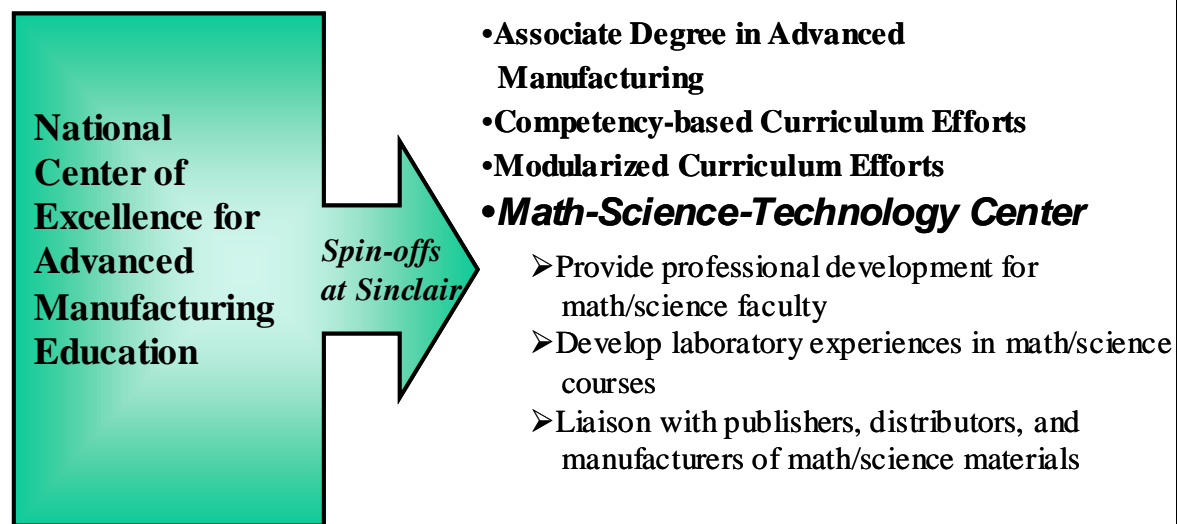 National
Center of
Excellence for
Advanced
Manufacturing
Education
Spin-offs
at Sinclair
•Associate Degree in Advanced
Manufacturing
•Competency-based Curriculum Efforts
•Modularized Curriculum Efforts
•Math-Science-Technology Center
➢Provide professional development for
math/science faculty
➢Develop laboratory experiences in math/science
courses
➢Liaison with publishers, distributors, and
manufacturers of math/science materials